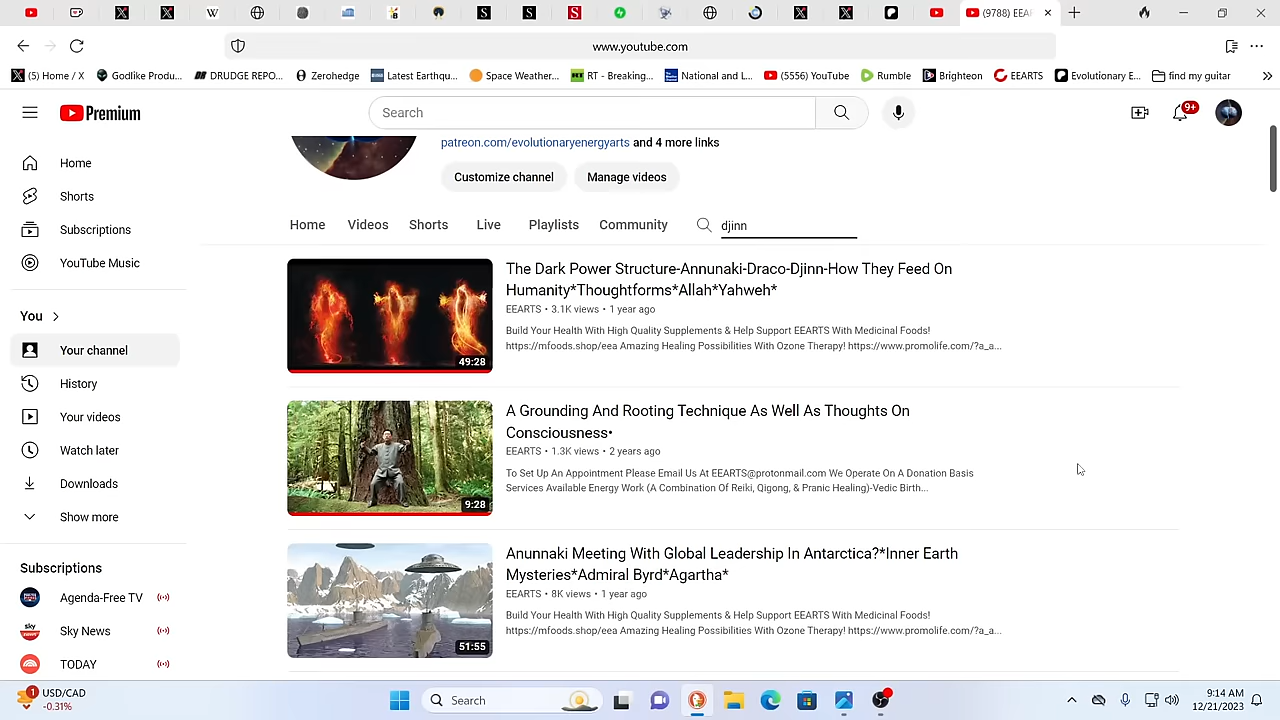 (9788) EEA
www.youtube.com
(5) Home / X
Godlike Produ...
DRUDGE REPO...
Zerohedge
Latest Earthqu...
Space Weather...
RT - Breaking...
National and L...
(5556) YouTube
Rumble
Brighteon
EEARTS
Evolutionary E...
find my guitar
Premium
Search
9+
patreon.com/evolutionaryenergyarts and 4 more links
Customize channel
Manage videos
Home
Shorts
Subscriptions
YouTube Music
You
Your channel
History
Your videos
Watch later
Downloads
Show more
Subscriptions
Agenda-Free TV
Sky News
TODAY
Home
Videos
Shorts
Live
Playlists
Community
djinn
49:28
The Dark Power Structure-Annunaki-Draco-Djinn-How They Feed On
Humanity*Thoughtforms*Allah*Yahweh*
EEARTS • 3.1K views • 1 year ago
Build Your Health With High Quality Supplements & Help Support EEARTS With Medicinal Foods!
https://mfoods.shop/eea Amazing Healing Possibilities With Ozone Therapy! https://www.promolife.com/?a_a...
9:28
A Grounding And Rooting Technique As Well As Thoughts On
Consciousness•
EEARTS • 1.3K views • 2 years ago
To Set Up An Appointment Please Email Us At EEARTS@protonmail.com We Operate On A Donation Basis
Services Available Energy Work (A Combination Of Reiki, Qigong, & Pranic Healing)-Vedic Birth...
51:55
Anunnaki Meeting With Global Leadership In Antarctica?*Inner Earth
Mysteries*Admiral Byrd*Agartha*
EEARTS • 8K views • 1 year ago
Build Your Health With High Quality Supplements & Help Support EEARTS With Medicinal Foods!
https://mfoods.shop/eea Amazing Healing Possibilities With Ozone Therapy! https://www.promolife.com/?a_a...
1
USD/CAD
-0.31%
Search
9:14 AM
12/21/2023